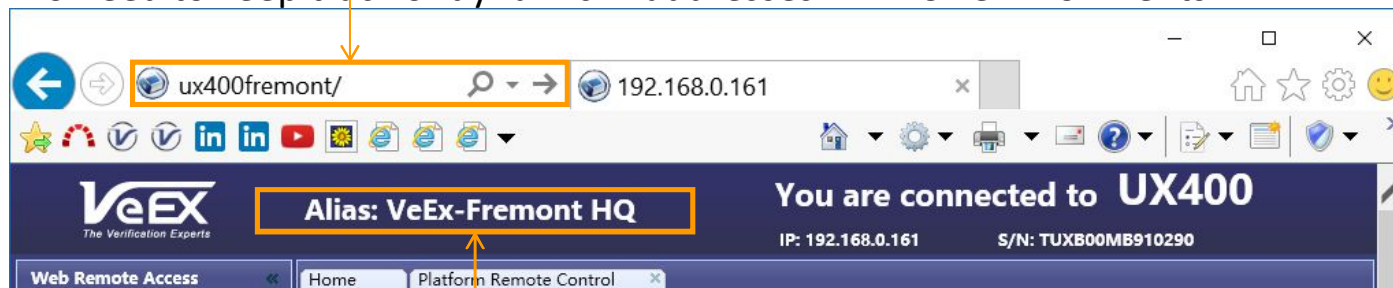 ux400fremont/
192.168.0.161
VeEX
The Verification Experts
Alias: VeEx-Fremont HQ
You are connected to UX400
IP: 192.168.0.161 S/N: TUXB00MB910290
Web Remote Access « Home Platform Remote Control